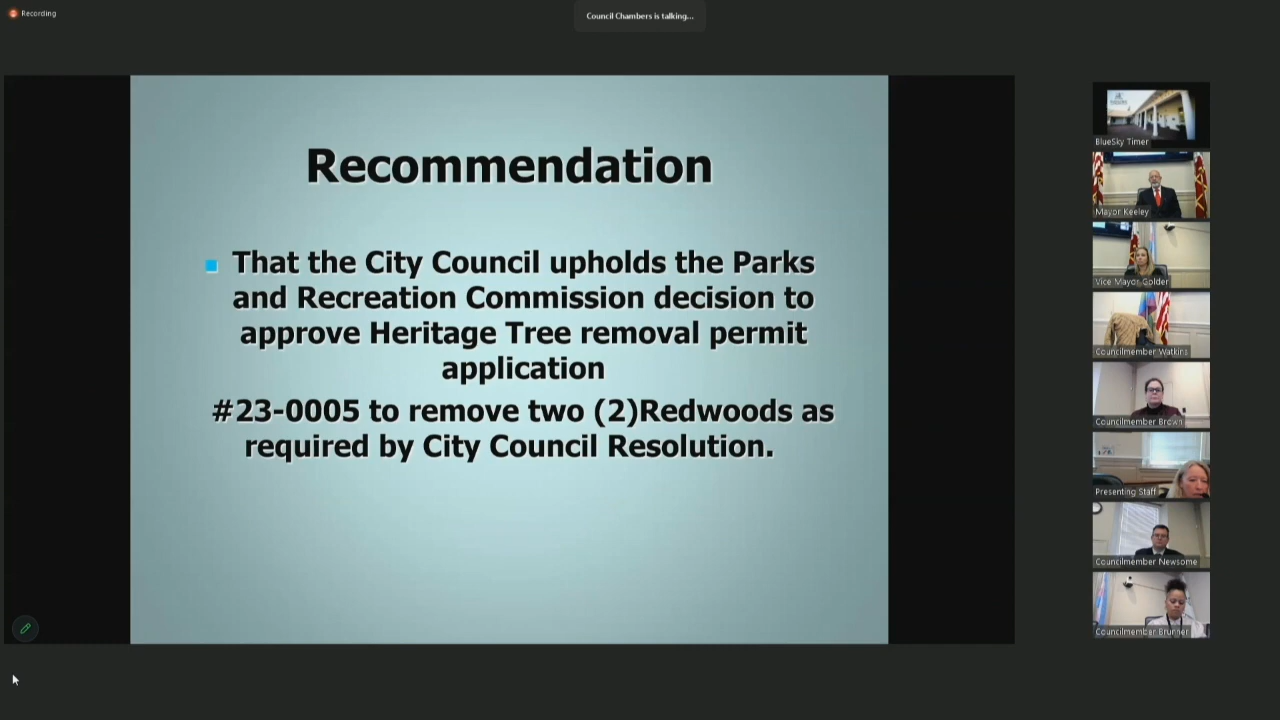 Recording
Council Chambers is talking...
Recommendation
That the City Council upholds the Parks
and Recreation Commission decision to
approve Heritage Tree removal permit
application
#23-0005 to remove two (2)Redwoods as
required by City Council Resolution.
BlueSky Timer
Mayor Keeley
Vice Mayor Golder
Councilmember Watkins
Councilmember Brown
Presenting Staff
Councilmember Newsome
Councilmember Brunner